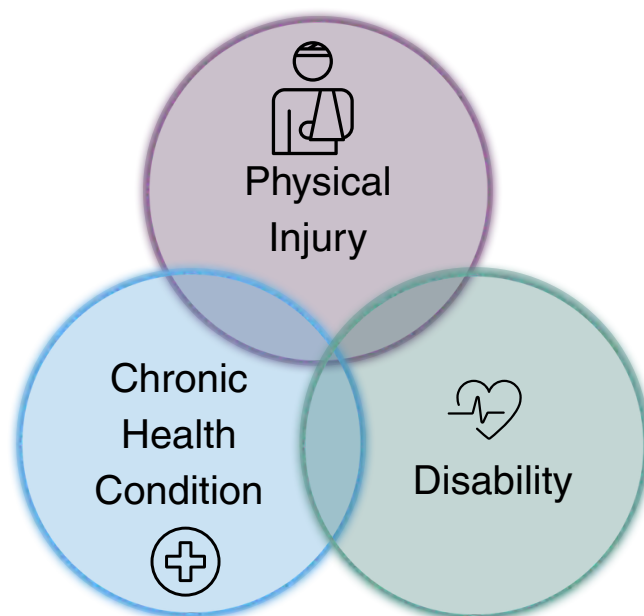 Physical
Injury
Chronic
Health
Condition
Disability